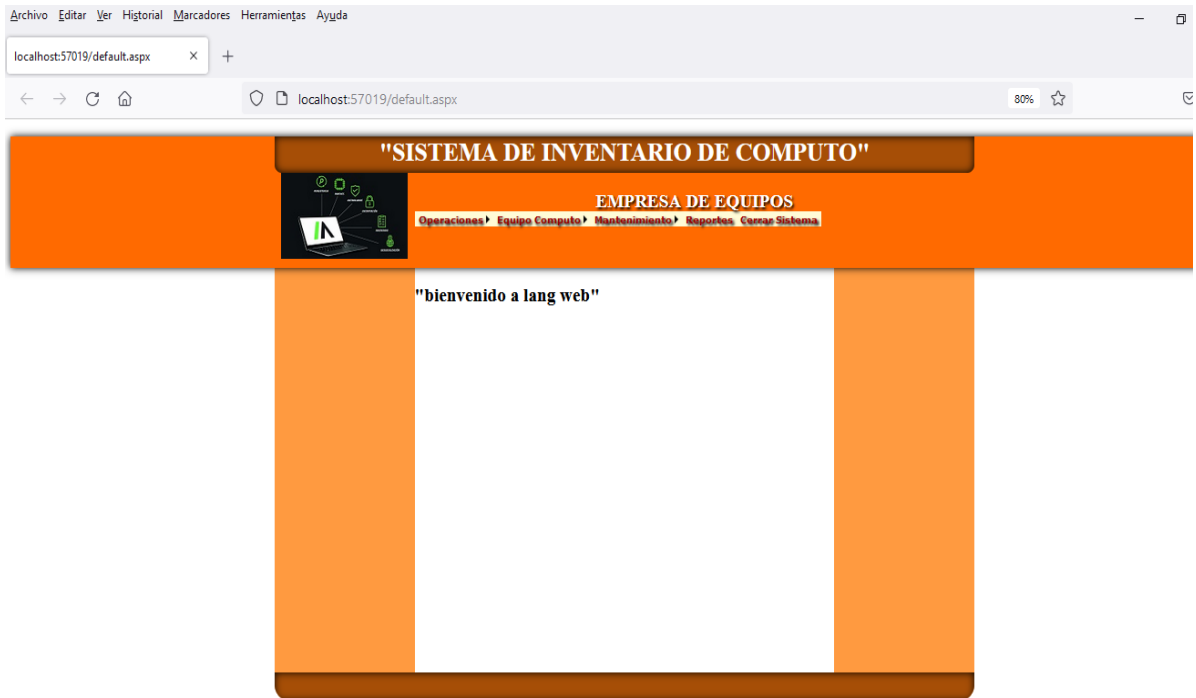 Archivo Editar Ver Historial Marcadores Herramientas Ayuda
localhost:57019/default.aspx
localhost:57019/default.aspx
80%
"SISTEMA DE INVENTARIO DE COMPUTO"
EMPRESA DE EQUIPOS
Operaciones Equipo Computo Mantenimiento Reportes Cerrar Sistema
"bienvenido a lang web"